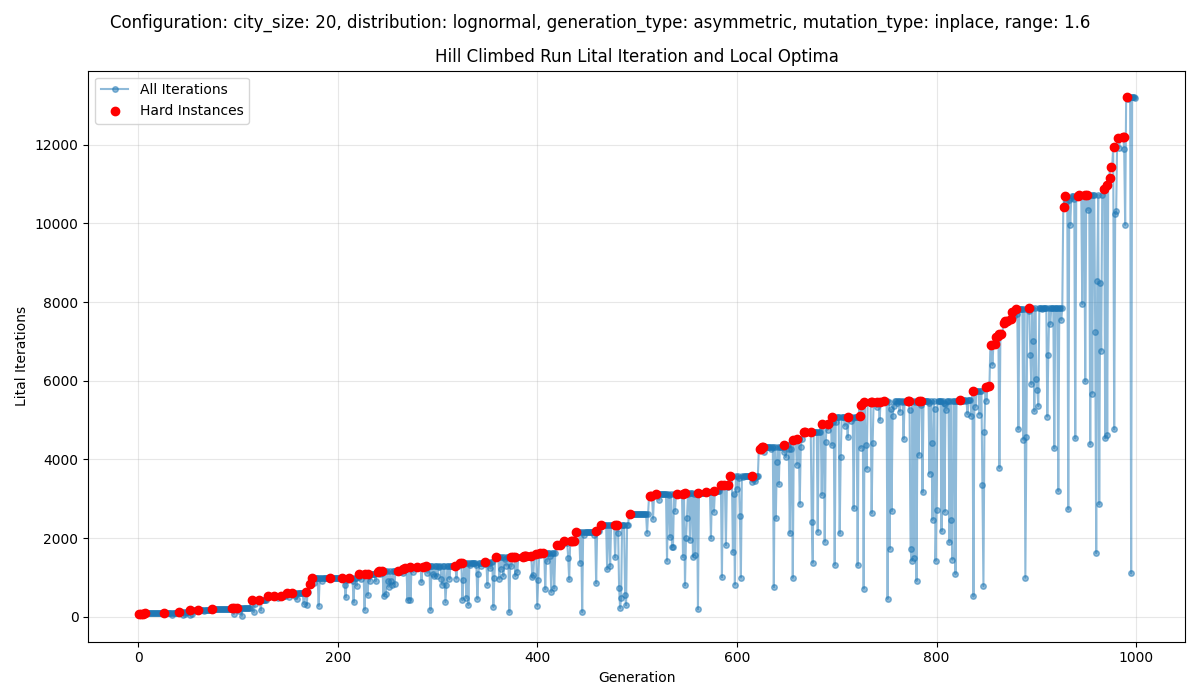 Configuration: city_size: 20, distribution: lognormal, generation_type: asymmetric, mutation_type: inplace, range: 1.6
Hill Climbed Run Lital Iteration and Local Optima
All Iterations
Hard Instances
Lital Iterations
12000
10000
8000
6000
4000
2000
0
0 200 400 600 800 1000
Generation